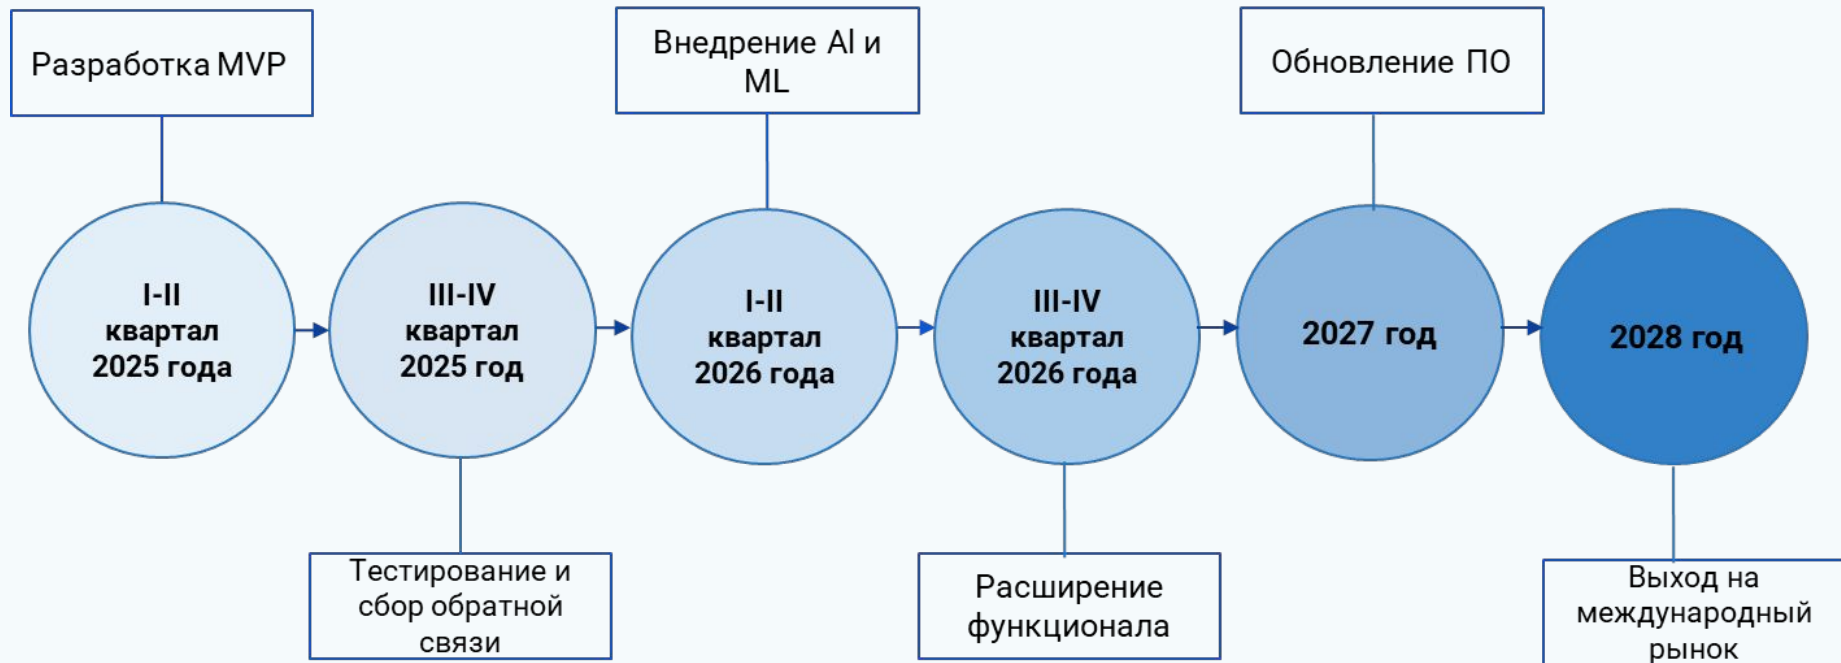 Разработка MVP
Внедрение AI и
ML
Обновление ПО
I-II
квартал
2025 года
III-IV
квартал
2025 год
I-II
квартал
2026 года
III-IV
квартал
2026 года
2027 год
2028 год
Тестирование и
сбор обратной
связи
Расширение
функционала
Выход на
международный
рынок